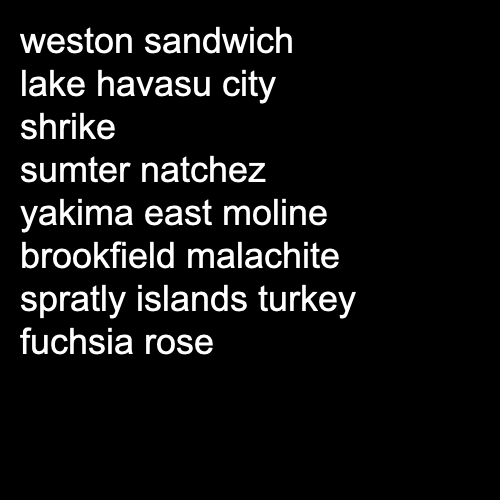 weston sandwich
lake havasu city
shrike
sumter natchez
yakima east moline
brookfield malachite
spratly islands turkey
fuchsia rose